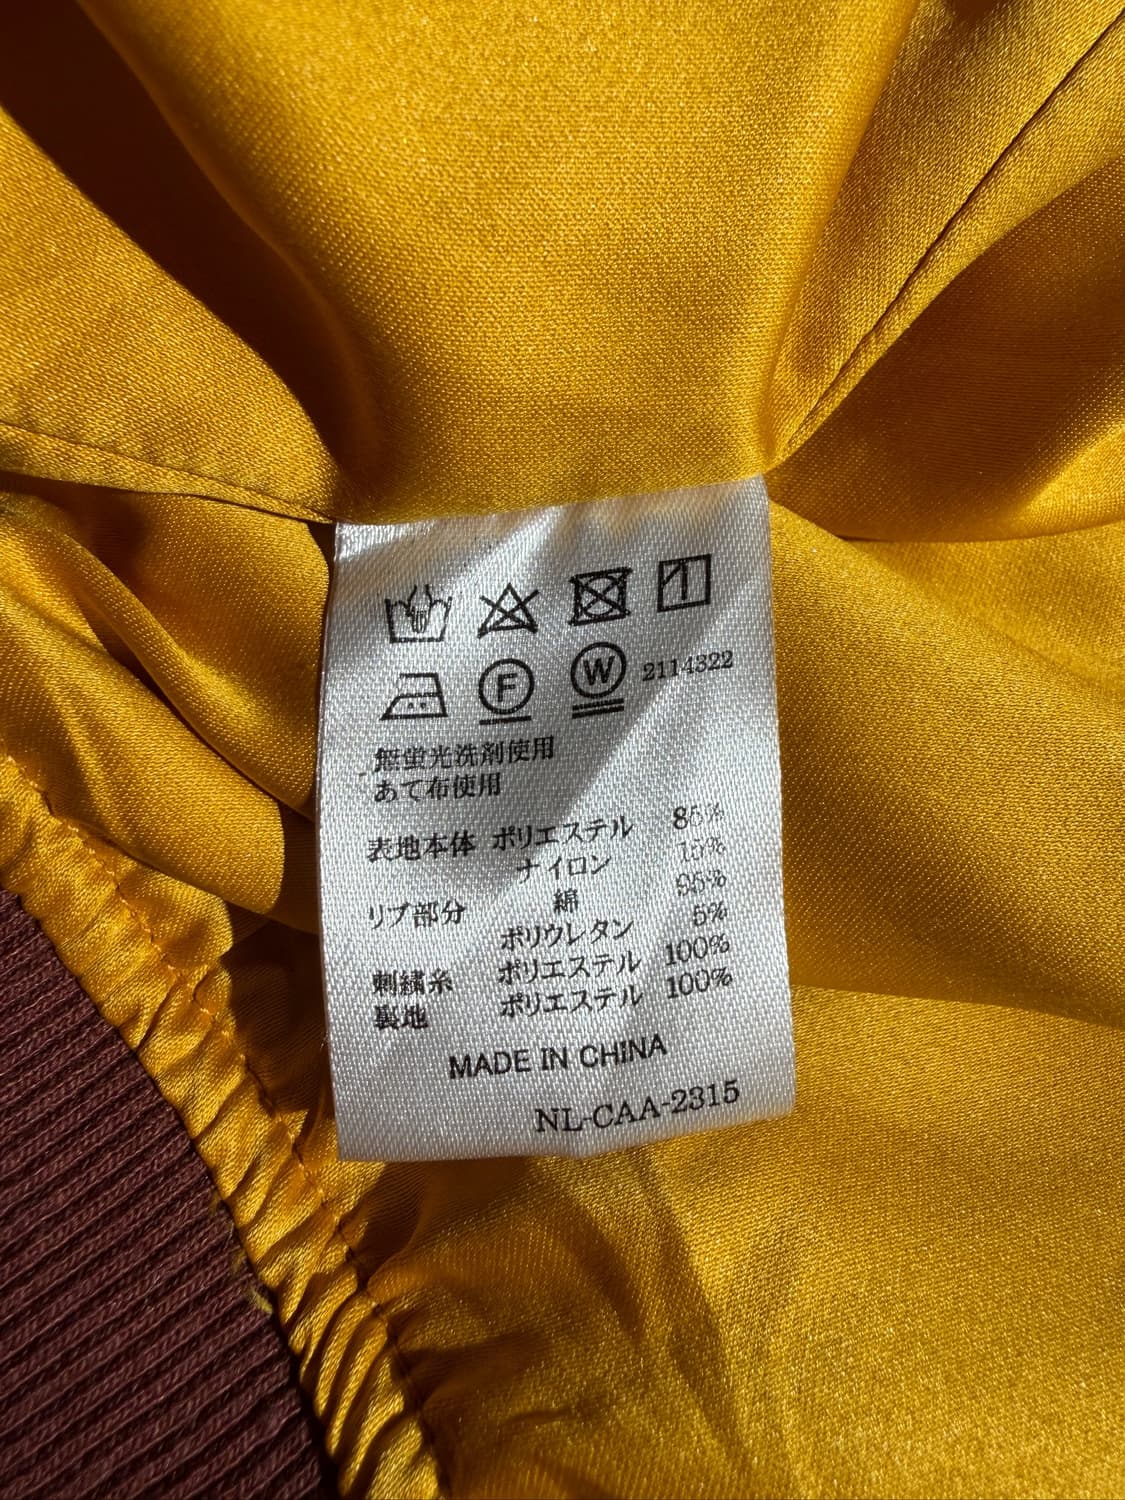 F W 2114322
無蛍光洗剤使用
あて布使用
表地本体 ポリエステル 85%
ナイロン 15%
リブ部分 綿 95%
ポリウレタン 5%
刺繍糸 ポリエステル 100%
裏地 ポリエステル 100%
MADE IN CHINA
NL-CAA-2315